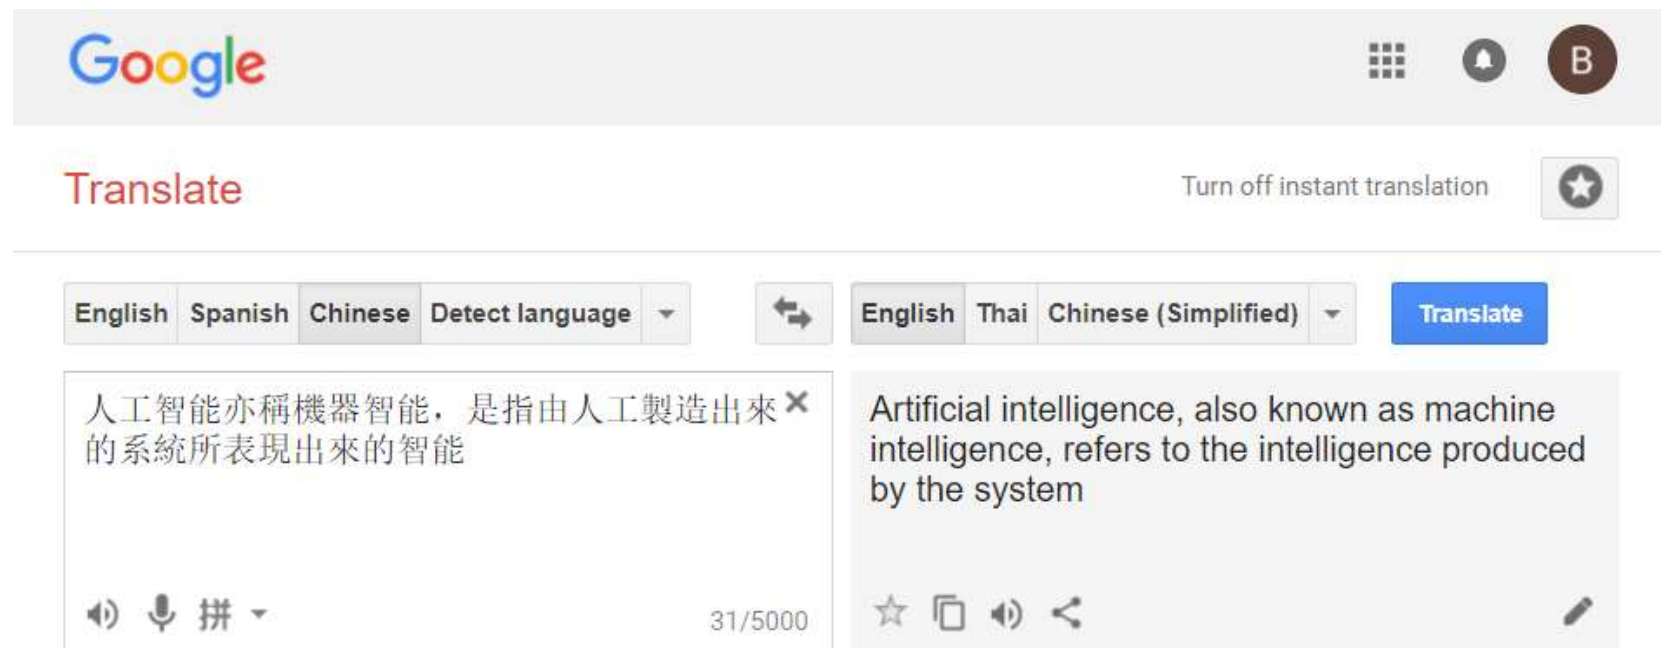 Google
B
Translate
Turn off instant translation
English Spanish Chinese Detect language
English Thai Chinese (Simplified)
Translate
人工智能亦稱機器智能，是指由人工製造出來
的系統所表現出來的智能
Artificial intelligence, also known as machine
intelligence, refers to the intelligence produced
by the system
拼
31/5000